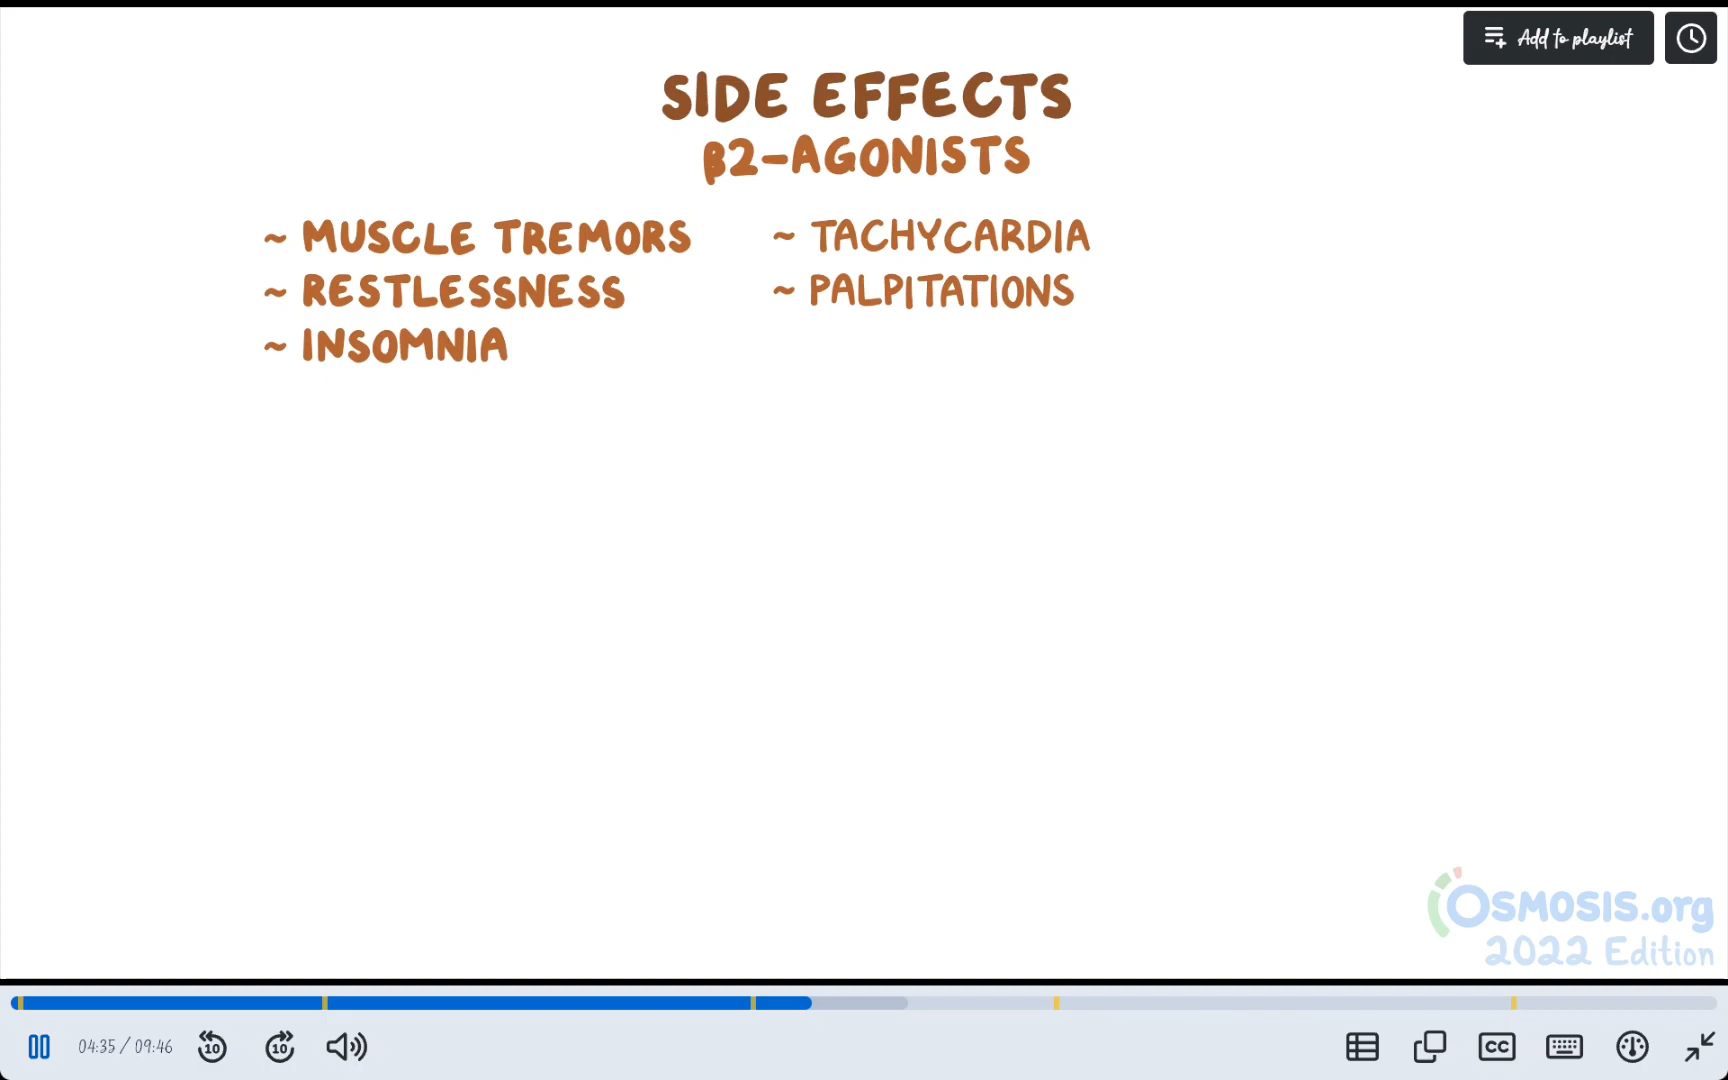 Add to playlist
SIDE EFFECTS
β2-AGONISTS
~ MUSCLE TREMORS
~ RESTLESSNESS
~ INSOMNIA
~ TACHYCARDIA
~ PALPITATIONS
OSMOSIS.org
2022 Edition
04:35 / 09:46
10
10
CC